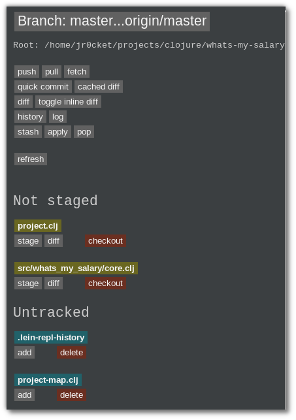 Branch: master...origin/master
Root: /home/jr0cket/projects/clojure/whats-my-salary
push pull fetch
quick commit cached diff
diff toggle inline diff
history log
stash apply pop
refresh
Not staged
project.clj
stage diff checkout
src/whats_my_salary/core.clj
stage diff checkout
Untracked
.lein-repl-history
add delete
project-map.clj
add delete